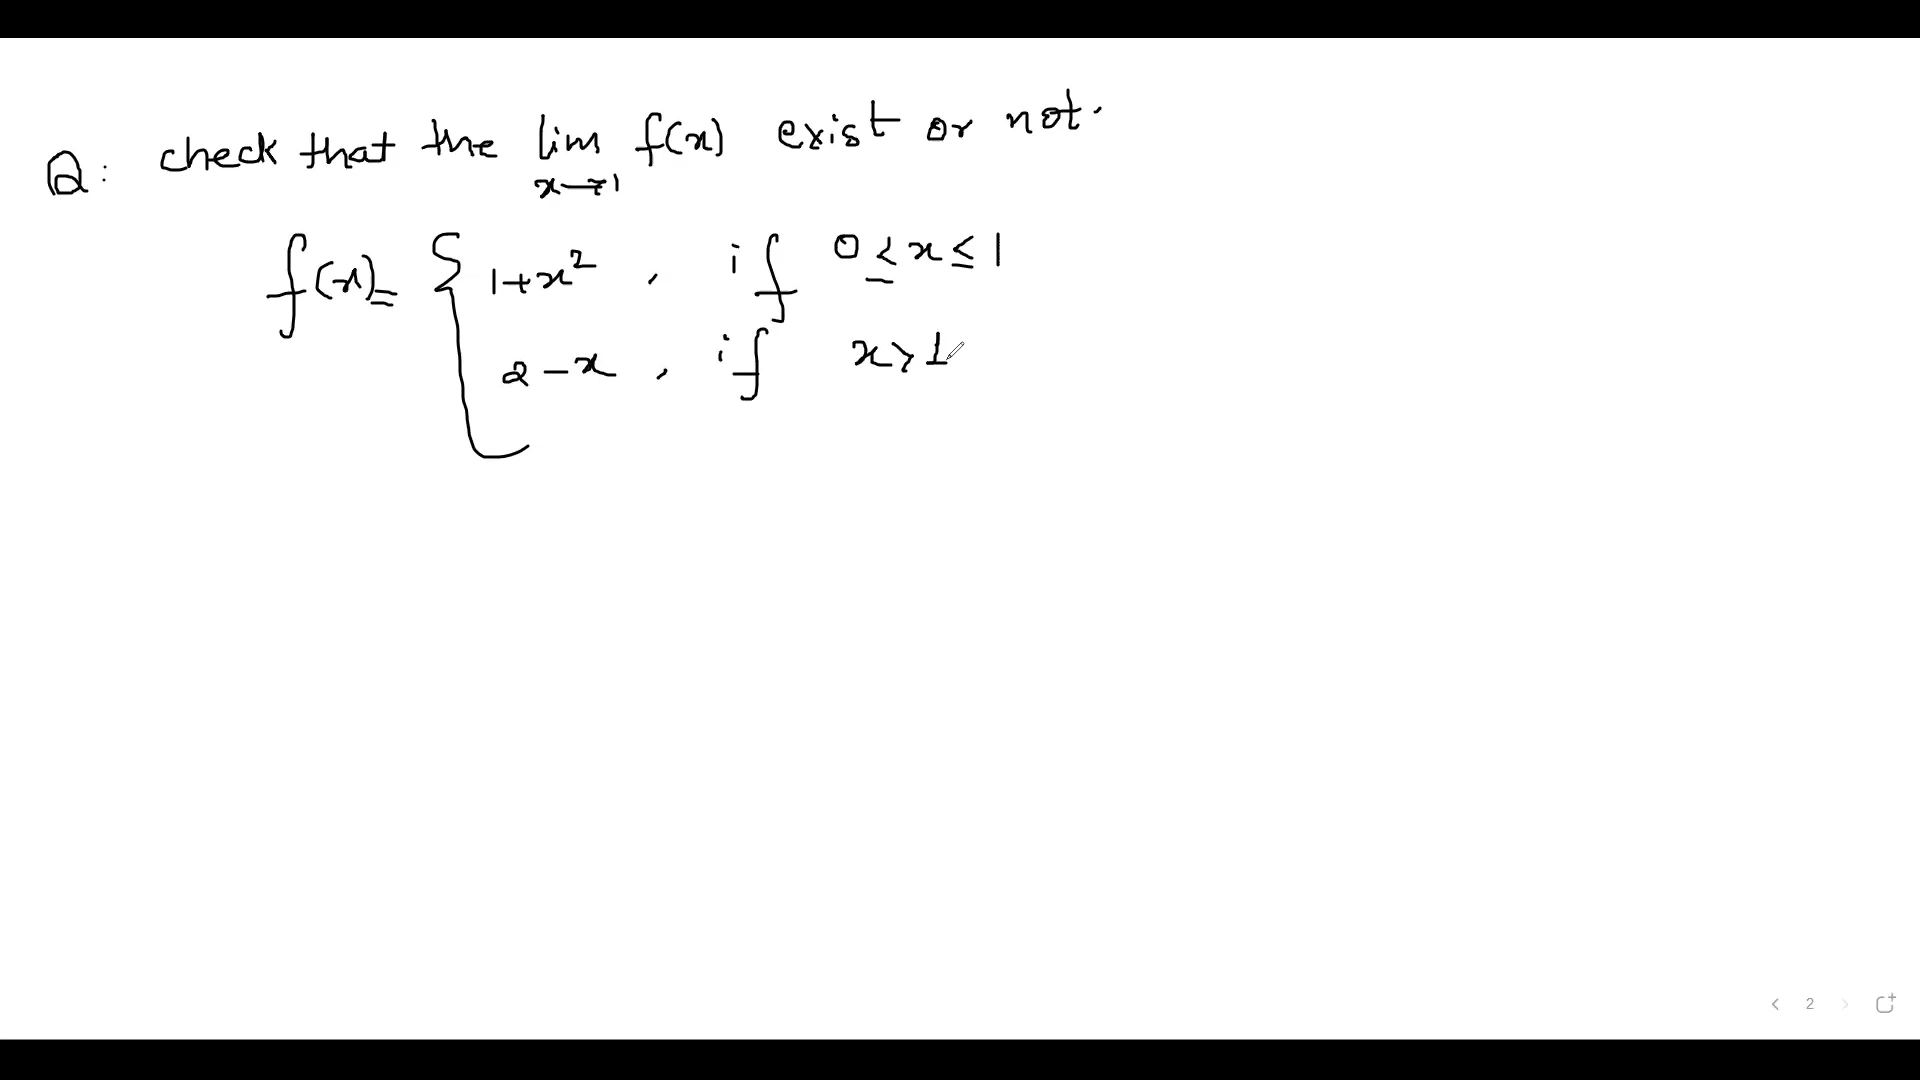 Q: check that the lim f(x) exist or not.
x→1
f(x)= { 1+x² , if 0≤x≤1
2-x , if x>1
2